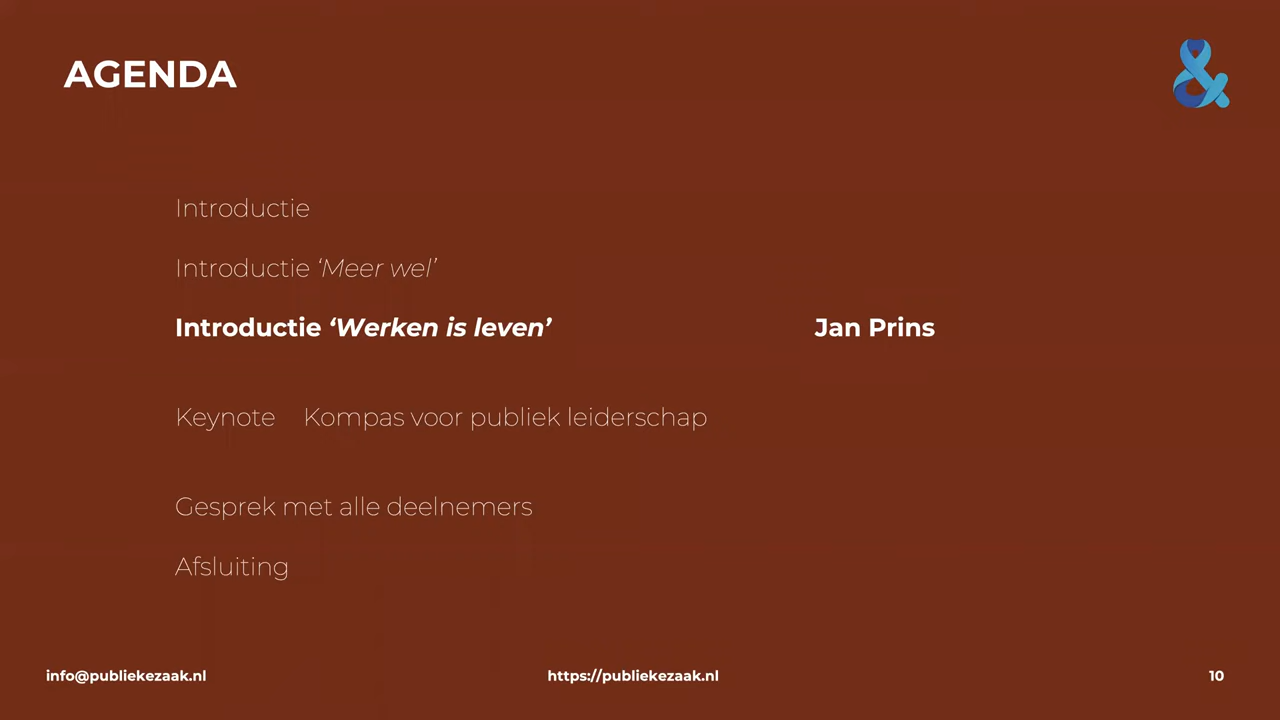 AGENDA
Introductie
Introductie ‘Meer wel’
Introductie ‘Werken is leven’ Jan Prins
Keynote Kompas voor publiek leiderschap
Gesprek met alle deelnemers
Afsluiting
info@publiekezaak.nl https://publiekezaak.nl 10